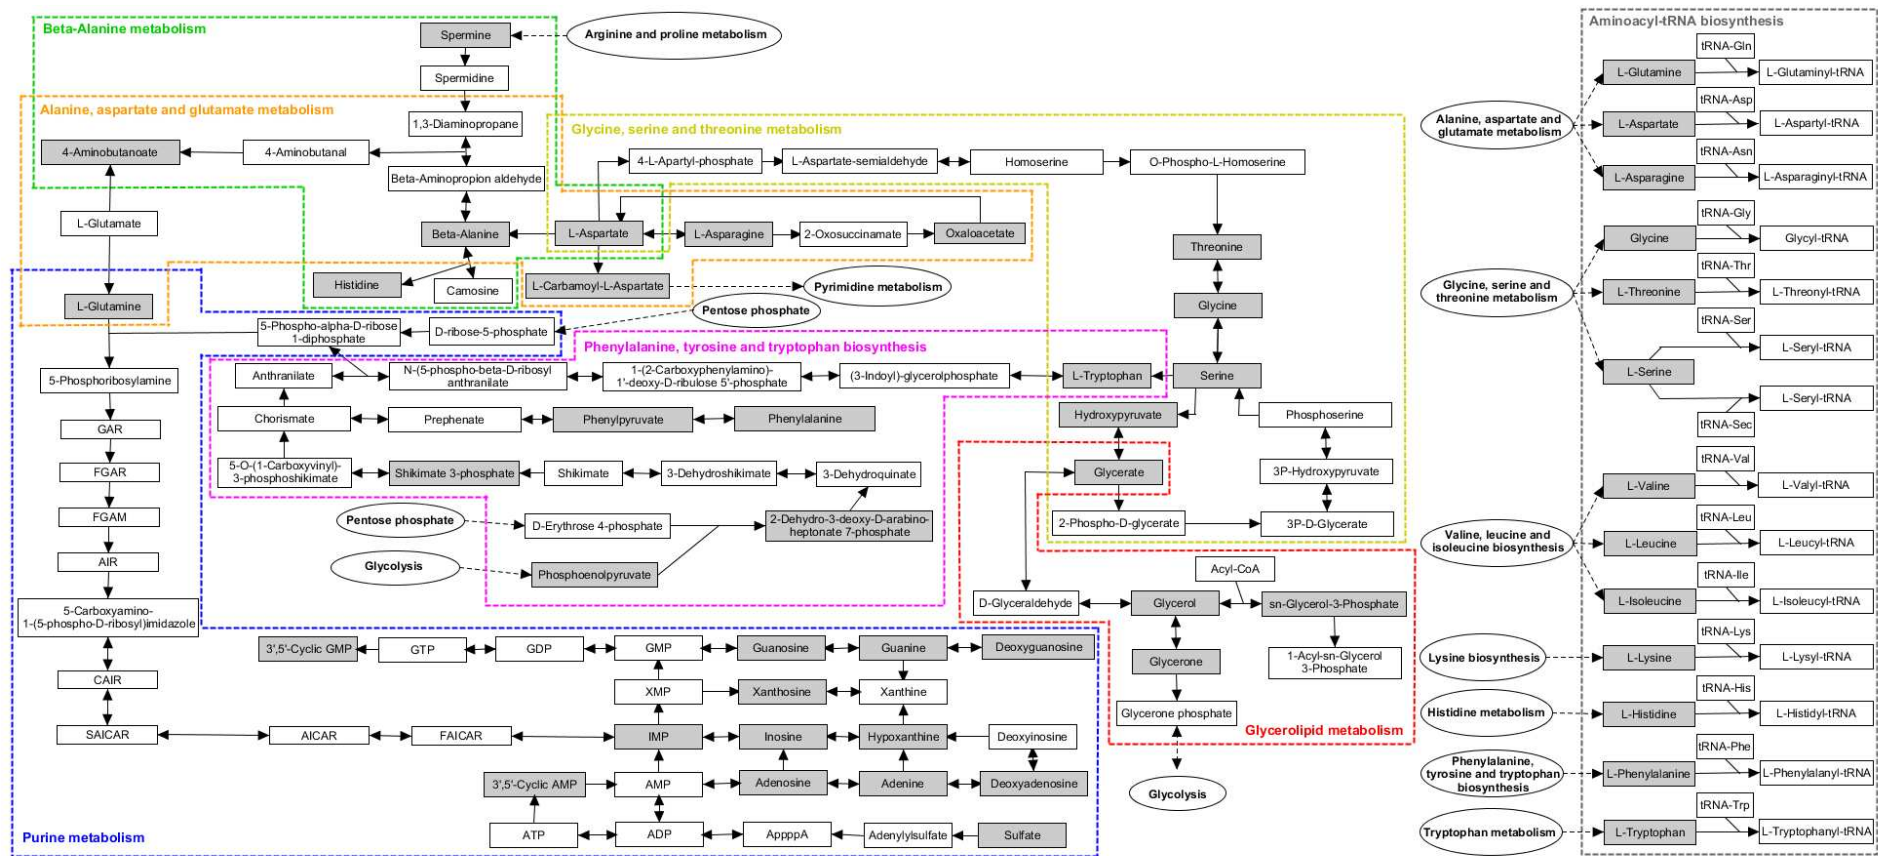 Beta-Alanine metabolism
Spermine
Arginine and proline metabolism
Spermidine
Alanine, aspartate and glutamate metabolism
1,3-Diaminopropane
Glycine, serine and threonine metabolism
4-Aminobutanoate
4-Aminobutanal
4-L-Apartyl-phosphate
L-Aspartate-semialdehyde
Homoserine
O-Phospho-L-Homoserine
Beta-Aminopropion aldehyde
L-Glutamate
Beta-Alanine
L-Aspartate
L-Asparagine
2-Oxosuccinamate
Oxaloacetate
Threonine
Histidine
Camosine
L-Carbamoyl-L-Aspartate
Pyrimidine metabolism
L-Glutamine
Glycine
Pentose phosphate
5-Phospho-alpha-D-ribose
1-diphosphate
D-ribose-5-phosphate
Phenylalanine, tyrosine and tryptophan biosynthesis
5-Phosphoribosylamine
Anthranilate
N-(5-phospho-beta-D-ribosyl
anthranilate
1-(2-Carboxyphenylamino)-
1'-deoxy-D-ribulose 5'-phosphate
(3-Indoyl)-glycerolphosphate
L-Tryptophan
Serine
Chorismate
Prephenate
Phenylpyruvate
Phenylalanine
Hydroxypyruvate
Phosphoserine
GAR
5-O-(1-Carboxyvinyl)-
3-phosphoshikimate
Shikimate 3-phosphate
Shikimate
3-Dehydroshikimate
3-Dehydroquinate
Glycerate
3P-Hydroxypyruvate
FGAR
Pentose phosphate
D-Erythrose 4-phosphate
2-Dehydro-3-deoxy-D-arabino-
heptonate 7-phosphate
2-Phospho-D-glycerate
3P-D-Glycerate
FGAM
Glycolysis
Phosphoenolpyruvate
Acyl-CoA
AIR
D-Glyceraldehyde
Glycerol
sn-Glycerol-3-Phosphate
5-Carboxyamino-
1-(5-phospho-D-ribosyl)imidazole
3',5'-Cyclic GMP
GTP
GDP
GMP
Guanosine
Guanine
Deoxyguanosine
Glycerone
1-Acyl-sn-Glycerol
3-Phosphate
CAIR
XMP
Xanthosine
Xanthine
Glycerone phosphate
Glycerolipid metabolism
SAICAR
AICAR
FAICAR
IMP
Inosine
Hypoxanthine
Deoxyinosine
3',5'-Cyclic AMP
AMP
Adenosine
Adenine
Deoxyadenosine
Glycolysis
Purine metabolism
ATP
ADP
AppppA
Adenylylsulfate
Sulfate
Aminoacyl-tRNA biosynthesis
tRNA-Gln
L-Glutamine
L-Glutaminyl-tRNA
Alanine, aspartate and
glutamate metabolism
tRNA-Asp
L-Aspartate
L-Aspartyl-tRNA
tRNA-Asn
L-Asparagine
L-Asparaginyl-tRNA
tRNA-Gly
Glycine
Glycyl-tRNA
Glycine, serine and
threonine metabolism
tRNA-Thr
L-Threonine
L-Threonyl-tRNA
tRNA-Ser
L-Seryl-tRNA
L-Serine
L-Seryl-tRNA
tRNA-Sec
tRNA-Val
L-Valine
L-Valyl-tRNA
Valine, leucine and
isoleucine biosynthesis
tRNA-Leu
L-Leucine
L-Leucyl-tRNA
tRNA-Ile
L-Isoleucine
L-Isoleucyl-tRNA
Lysine biosynthesis
tRNA-Lys
L-Lysine
L-Lysyl-tRNA
Histidine metabolism
tRNA-His
L-Histidine
L-Histidyl-tRNA
Phenylalanine,
tyrosine and tryptophan
biosynthesis
tRNA-Phe
L-Phenylalanine
L-Phenylalanyl-tRNA
Tryptophan metabolism
tRNA-Trp
L-Tryptophan
L-Tryptophanyl-tRNA